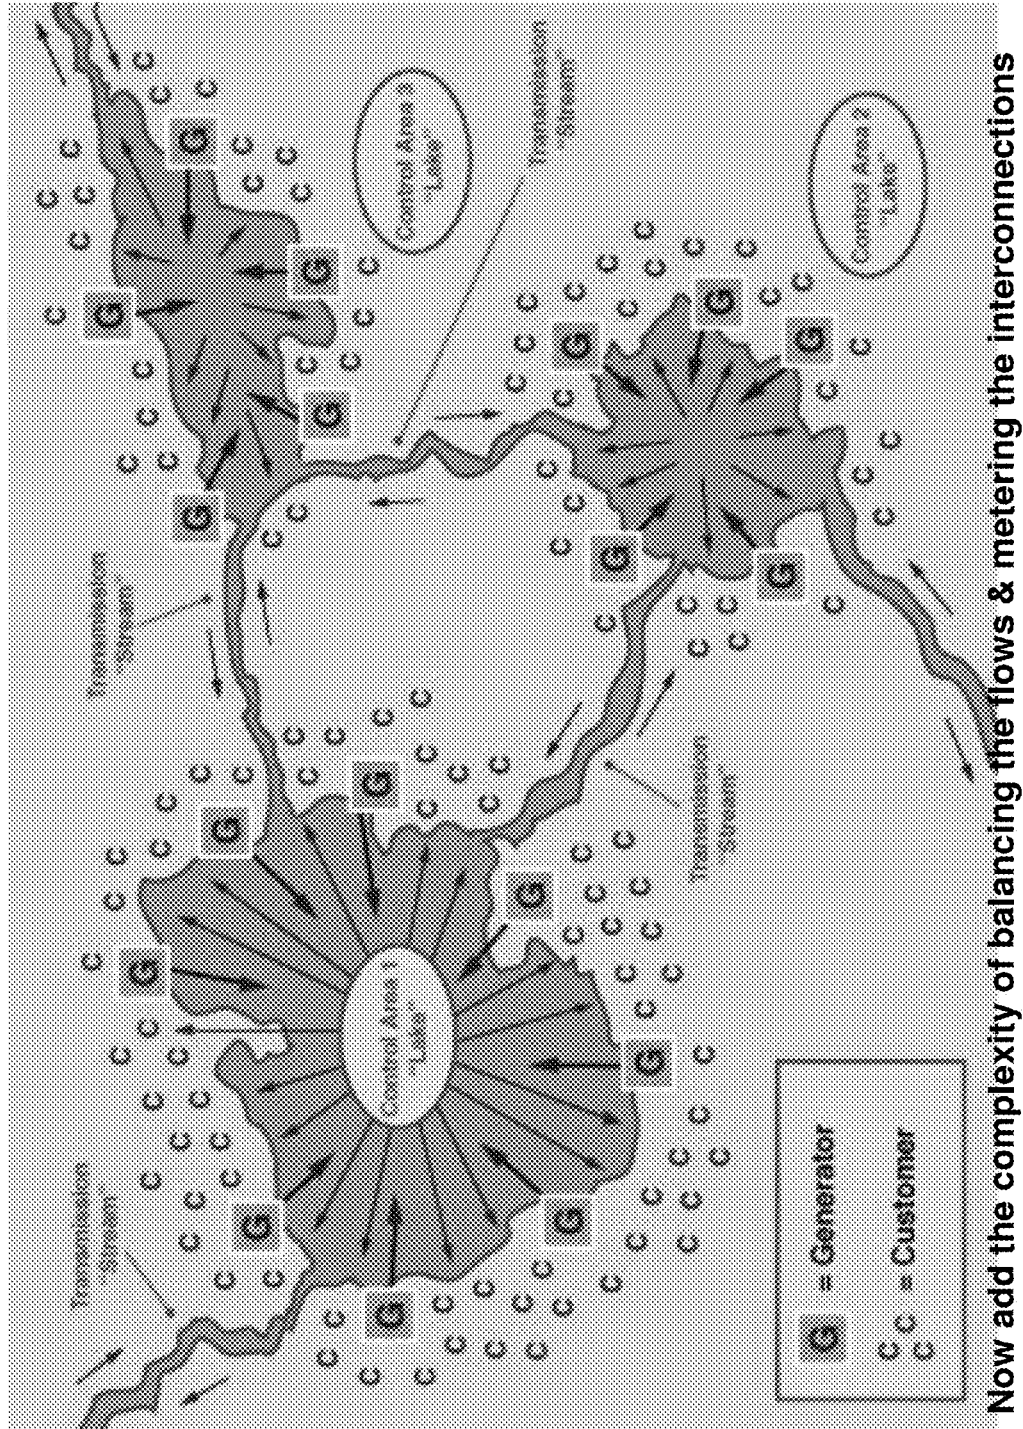 Transmission
"Stream"
Transmission
"Stream"
Control Area 1
"Lake"
Control Area 3
"Lake"
Transmission
"Stream"
Transmission
"Stream"
Control Area 2
"Lake"
G = Generator
C C C = Customer
Now add the complexity of balancing the flows & metering the interconnections